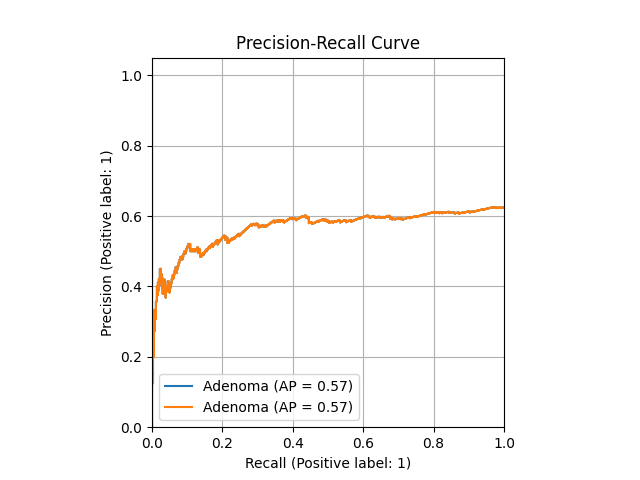 Precision-Recall Curve
Precision (Positive label: 1)
1.0
0.8
0.6
0.4
0.2
0.0
Adenoma (AP = 0.57)
Adenoma (AP = 0.57)
0.0 0.2 0.4 0.6 0.8 1.0
Recall (Positive label: 1)